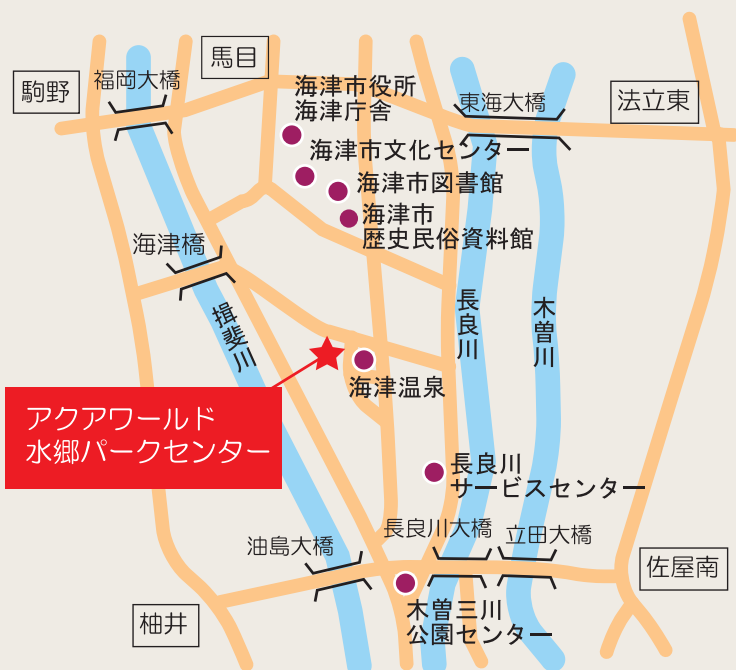 馬目
駒野
福岡大橋
海津市役所
海津庁舎
東海大橋
法立東
海津市文化センター
海津市図書館
海津市
歴史民俗資料館
海津橋
揖斐川
長良川
木曽川
海津温泉
アクアワールド
水郷パークセンター
長良川
サービスセンター
長良川大橋
立田大橋
油島大橋
佐屋南
木曽三川
公園センター
柚井